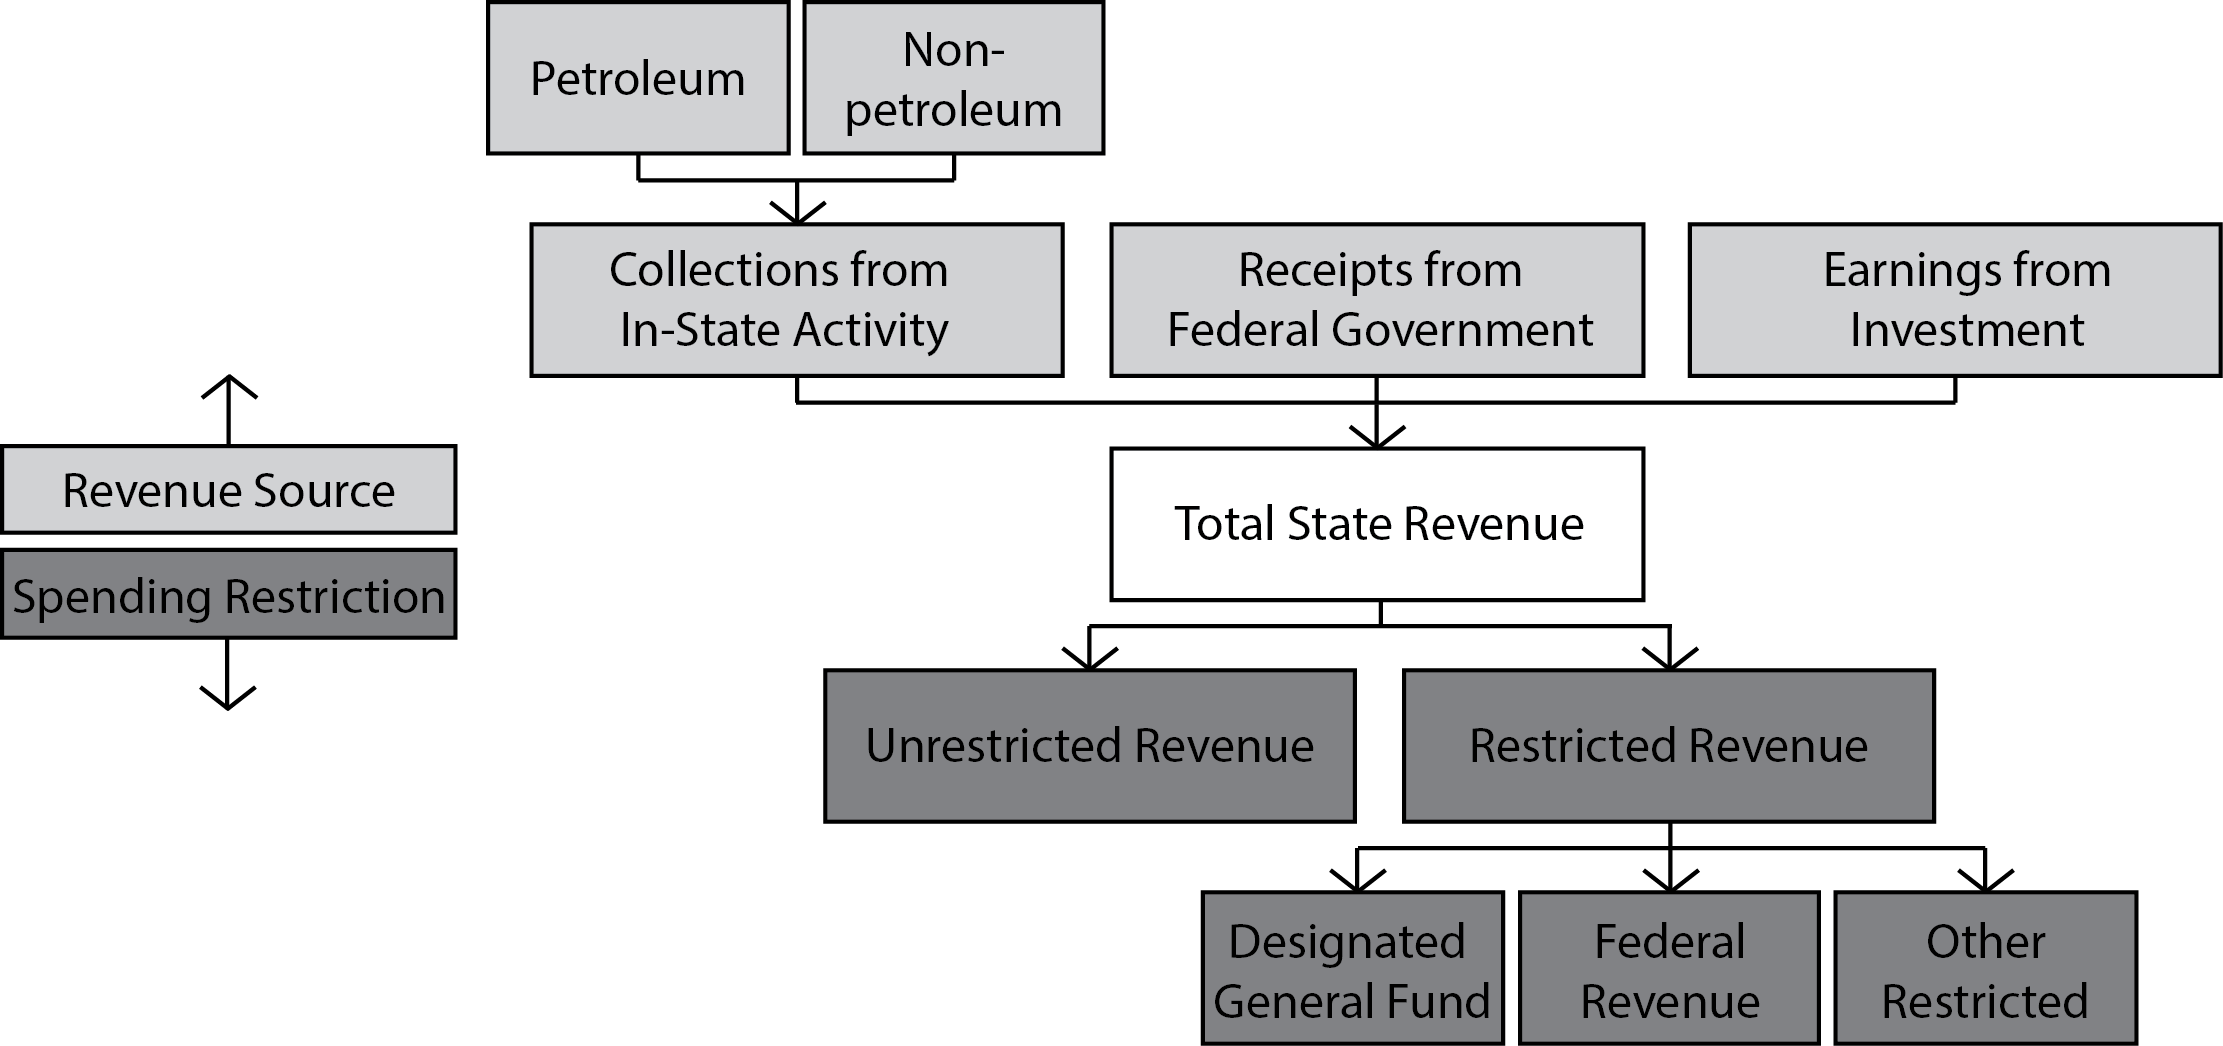 Petroleum
Non-
petroleum
Collections from
In-State Activity
Receipts from
Federal Government
Earnings from
Investment
Revenue Source
Spending Restriction
Total State Revenue
Unrestricted Revenue
Restricted Revenue
Designated
General Fund
Federal
Revenue
Other
Restricted